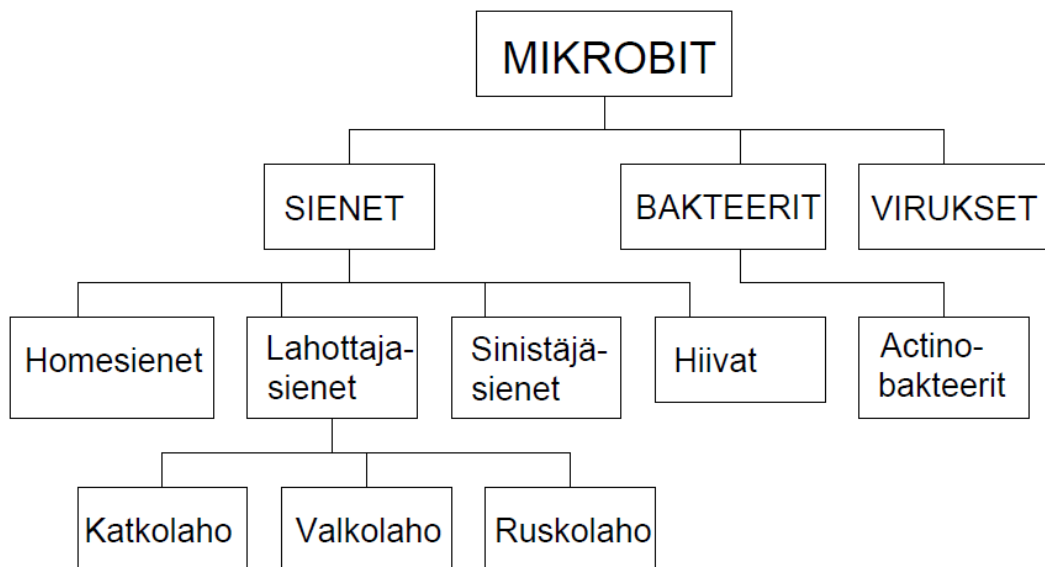 MIKROBIT
SIENET
BAKTEERIT
VIRUKSET
Homesienet
Lahottaja-
sienet
Sinistäjä-
sienet
Hiivat
Actino-
bakteerit
Katkolaho
Valkolaho
Ruskolaho